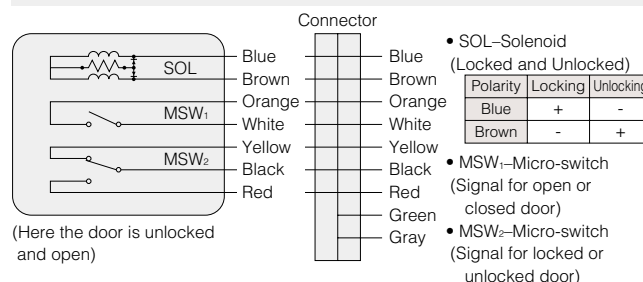 Connector
SOL
MSW1
MSW2
Blue
Brown
Orange
White
Yellow
Black
Red
Blue
Brown
Orange
White
Yellow
Black
Red
Green
Gray
(Here the door is unlocked
and open)
• SOL–Solenoid
(Locked and Unlocked)
Polarity Locking Unlocking
Blue + -
Brown - +
• MSW1–Micro-switch
(Signal for open or
closed door)
• MSW2–Micro-switch
(Signal for locked or
unlocked door)